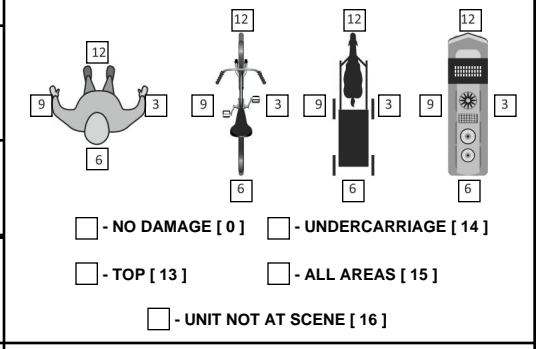 12 12 12 12
9 3 9 3 9 3 9 3
6 6 6 6
- NO DAMAGE [ 0 ] - UNDERCARRIAGE [ 14 ]
- TOP [ 13 ] - ALL AREAS [ 15 ]
- UNIT NOT AT SCENE [ 16 ]